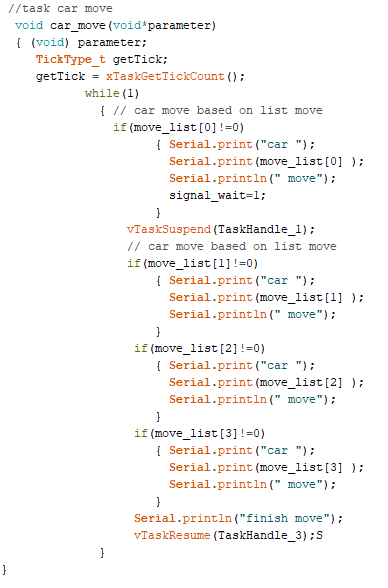 //task car move
void car_move(void*parameter)
{ (void) parameter;
TickType_t getTick;
getTick = xTaskGetTickCount();
while(1)
{ // car move based on list move
if(move_list[0]!=0)
{ Serial.print("car ");
Serial.print(move_list[0] );
Serial.println(" move");
signal_wait=1;
}
vTaskSuspend(TaskHandle_1);
// car move based on list move
if(move_list[1]!=0)
{ Serial.print("car ");
Serial.print(move_list[1] );
Serial.println(" move");
}
if(move_list[2]!=0)
{ Serial.print("car ");
Serial.print(move_list[2] );
Serial.println(" move");
}
if(move_list[3]!=0)
{ Serial.print("car ");
Serial.print(move_list[3] );
Serial.println(" move");
}
Serial.println("finish move");
vTaskResume(TaskHandle_3);S
}
}